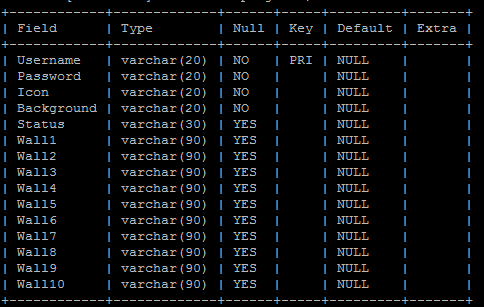 +------------+-------------+------+-----+---------+-------+
| Field      | Type        | Null | Key | Default | Extra |
+------------+-------------+------+-----+---------+-------+
| Username   | varchar(20) | NO   | PRI | NULL    |       |
| Password   | varchar(20) | NO   |     | NULL    |       |
| Icon       | varchar(20) | NO   |     | NULL    |       |
| Background | varchar(20) | NO   |     | NULL    |       |
| Status     | varchar(30) | YES  |     | NULL    |       |
| Wall1      | varchar(90) | YES  |     | NULL    |       |
| Wall2      | varchar(90) | YES  |     | NULL    |       |
| Wall3      | varchar(90) | YES  |     | NULL    |       |
| Wall4      | varchar(90) | YES  |     | NULL    |       |
| Wall5      | varchar(90) | YES  |     | NULL    |       |
| Wall6      | varchar(90) | YES  |     | NULL    |       |
| Wall7      | varchar(90) | YES  |     | NULL    |       |
| Wall8      | varchar(90) | YES  |     | NULL    |       |
| Wall9      | varchar(90) | YES  |     | NULL    |       |
| Wall10     | varchar(90) | YES  |     | NULL    |       |
+------------+-------------+------+-----+---------+-------+